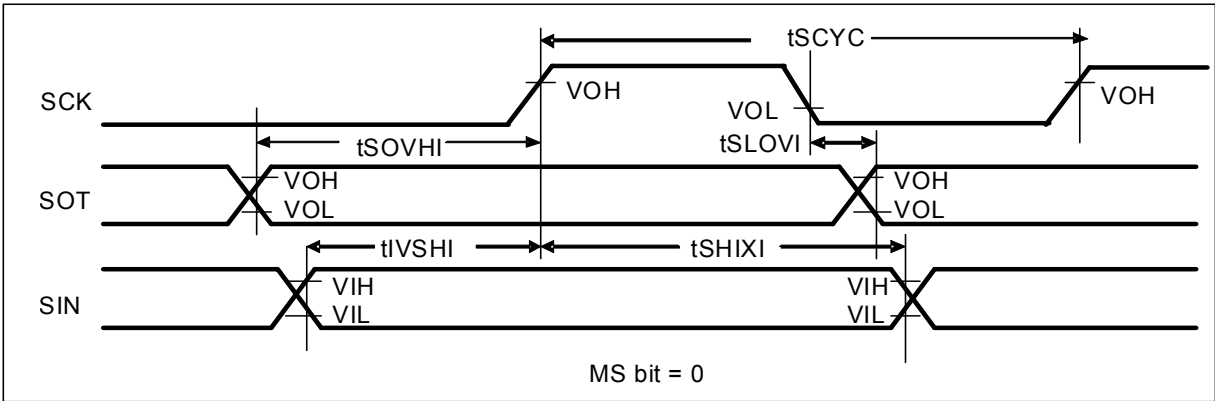 tSCYC
SCK
VOH
VOL
VOH
tSOVHI
tSLOVI
SOT
VOH
VOL
VOH
VOL
tIVSHI
tSHIXI
SIN
VIH
VIL
VIH
VIL
MS bit = 0